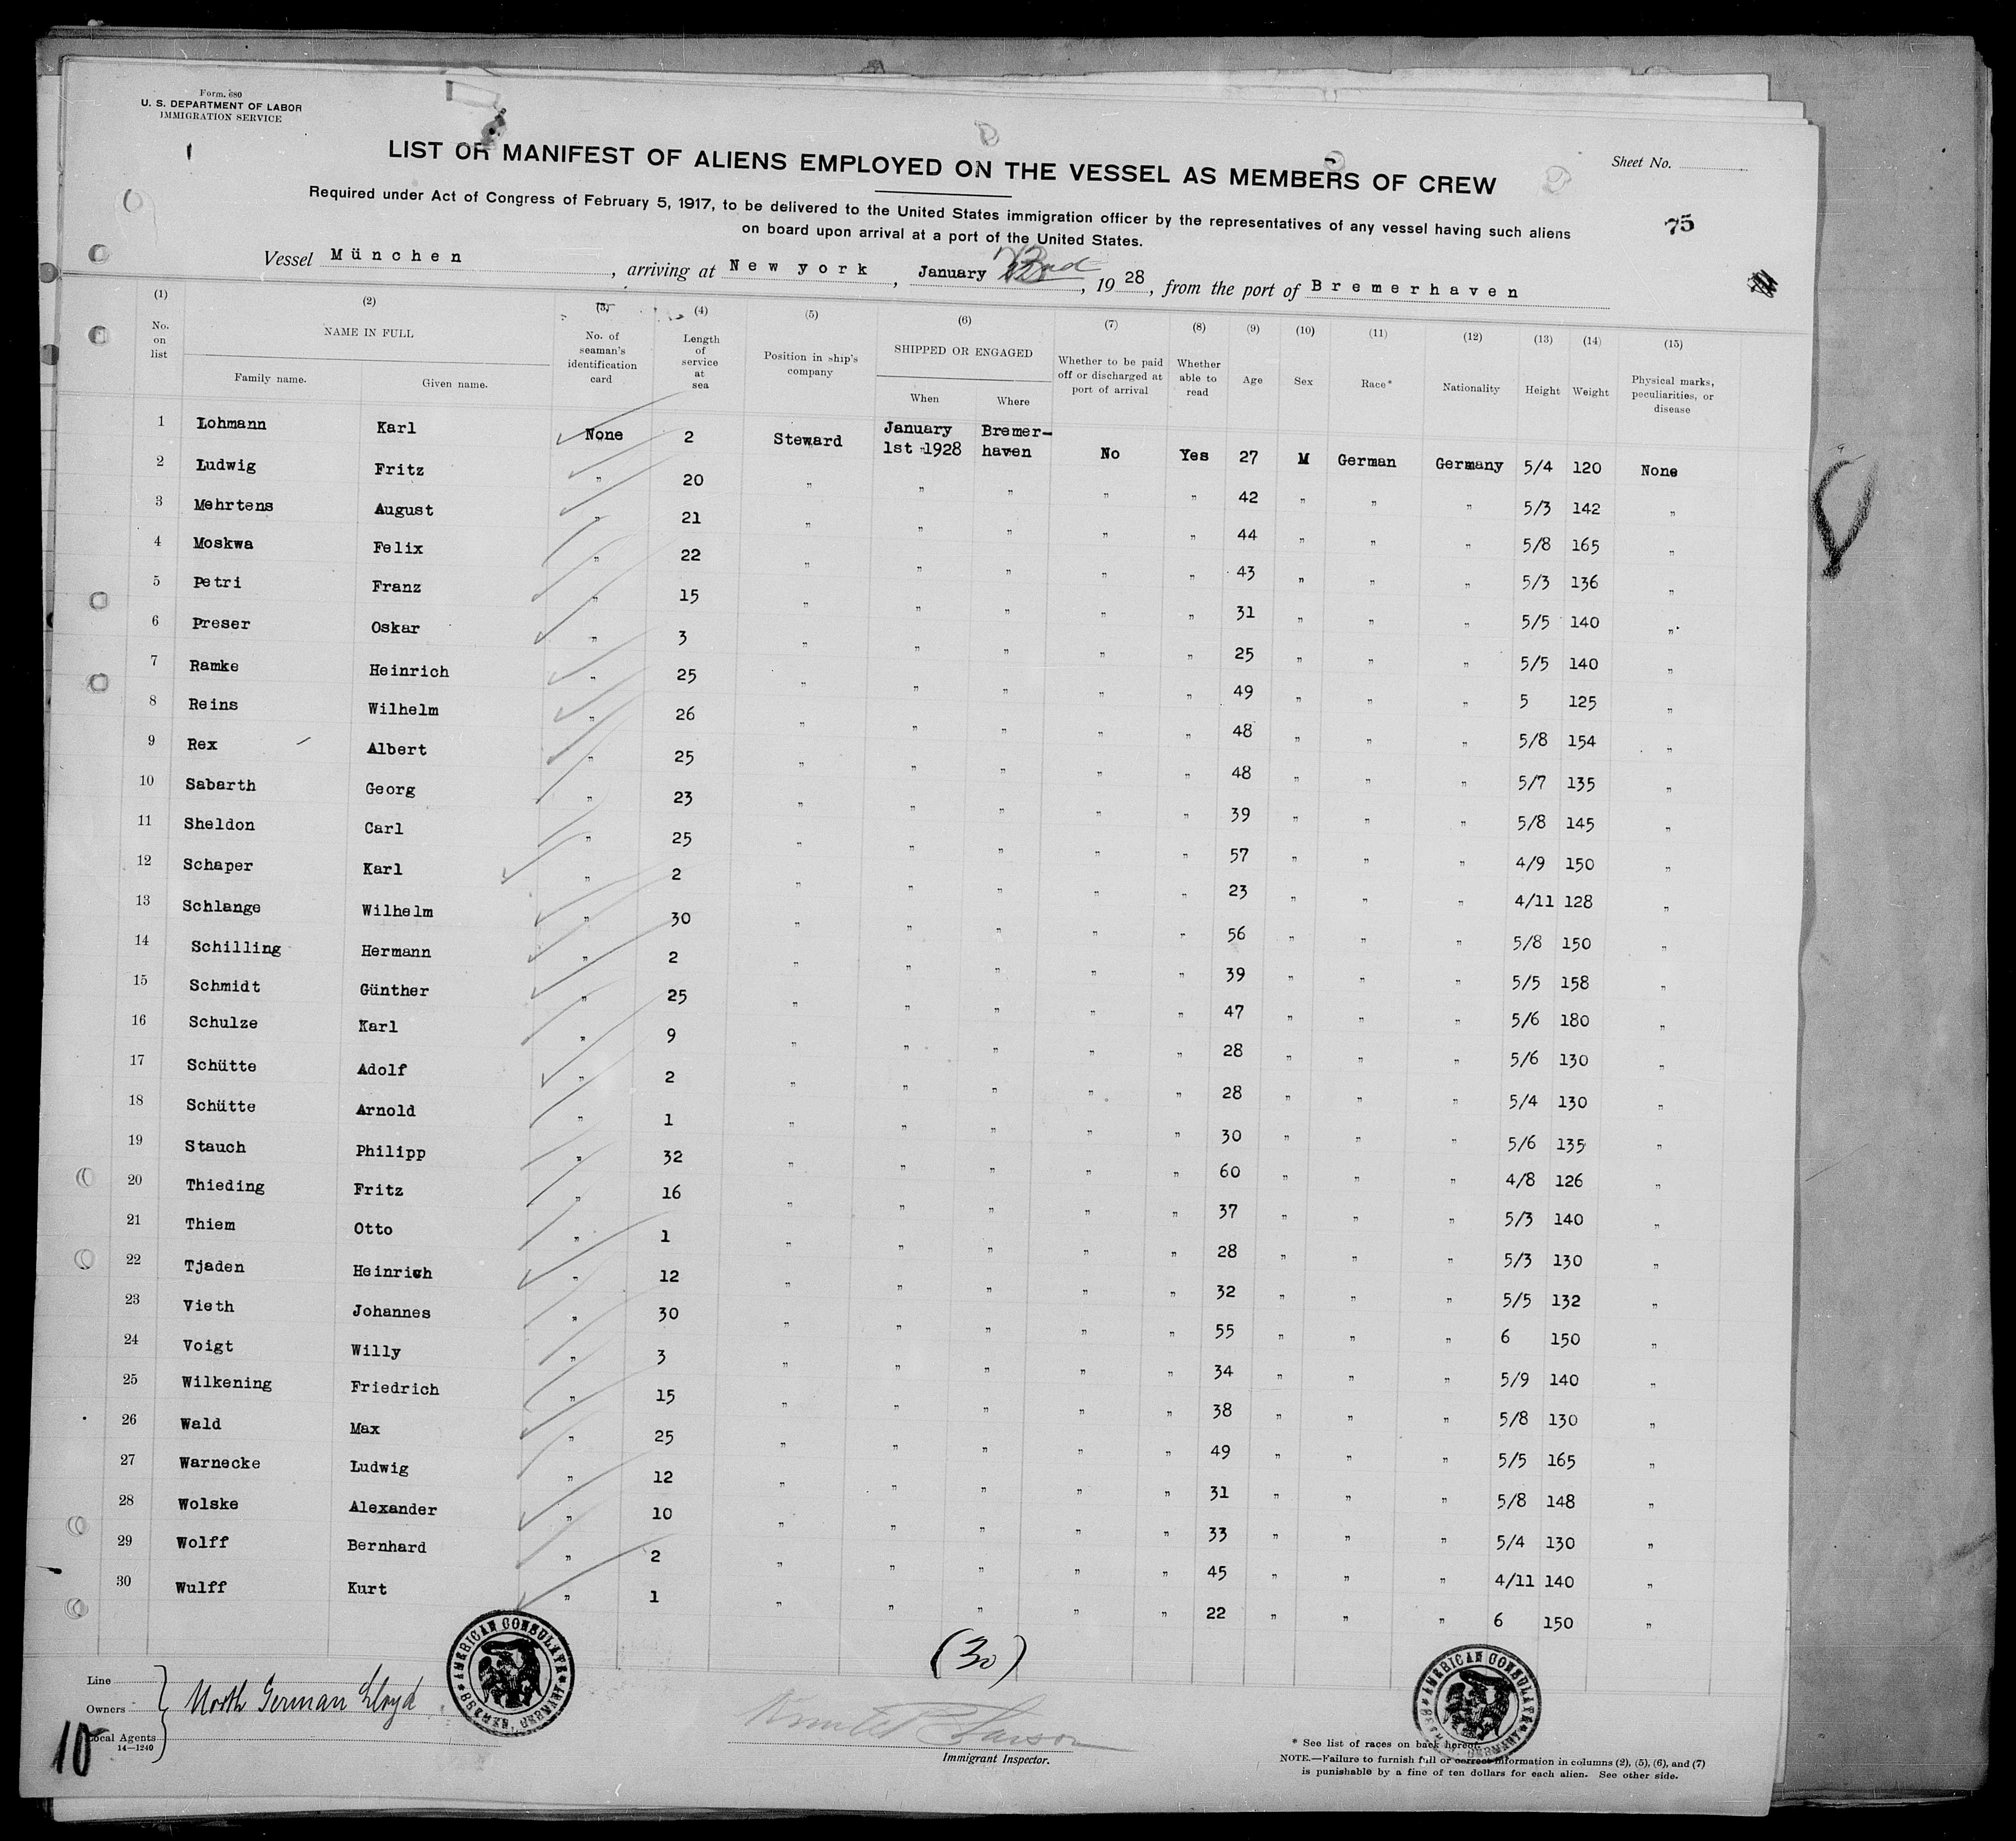 Form. 680
U. S. DEPARTMENT OF LABOR
IMMIGRATION SERVICE
Sheet No.
LIST OR MANIFEST OF ALIENS EMPLOYED ON THE VESSEL AS MEMBERS OF CREW
Required under Act of Congress of February 5, 1917, to be delivered to the United States immigration officer by the representatives of any vessel having such aliens
on board upon arrival at a port of the United States.
75
Vessel München, arriving at New york, January 1928, from the port of Bremerhaven
(1) (2) (3) (4) (5) (6) (7) (8) (9) (10) (11) (12) (13) (14) (15)
No. on list NAME IN FULL Family name. Given name. No. of seaman's identification card Length of service at sea Position in ship's company SHIPPED OR ENGAGED When Where Whether to be paid off or discharged at port of arrival Whether able to read Age Sex Race* Nationality Height Weight Physical marks, peculiarities, or disease
1 Lohmann Karl None 2 Steward January 1st -1928 Bremer-haven No Yes 27 M German Germany 5/4 120 None
2 Ludwig Fritz " 20 " " " " " 42 " " " 5/3 142 "
3 Mehrtens August " 21 " " " " " 44 " " " 5/8 165 "
4 Moskwa Felix " 22 " " " " " 43 " " " 5/3 136 "
5 Petri Franz " 15 " " " " " 31 " " " 5/5 140 "
6 Preser Oskar " 3 " " " " " 25 " " " 5/5 140 "
7 Ramke Heinrich " 25 " " " " " 49 " " " 5 125 "
8 Reins Wilhelm " 26 " " " " " 48 " " " 5/8 154 "
9 Rex Albert " 25 " " " " " 48 " " " 5/7 135 "
10 Sabarth Georg " 23 " " " " " 39 " " " 5/8 145 "
11 Sheldon Carl " 25 " " " " " 57 " " " 4/9 150 "
12 Schaper Karl " 2 " " " " " 23 " " " 4/11 128 "
13 Schlange Wilhelm " 30 " " " " " 56 " " " 5/8 150 "
14 Schilling Hermann " 2 " " " " " 39 " " " 5/5 158 "
15 Schmidt Günther " 25 " " " " " 47 " " " 5/6 180 "
16 Schulze Karl " 9 " " " " " 28 " " " 5/6 130 "
17 Schütte Adolf " 2 " " " " " 28 " " " 5/4 130 "
18 Schütte Arnold " 1 " " " " " 30 " " " 5/6 135 "
19 Stauch Philipp " 32 " " " " " 60 " " " 4/8 126 "
20 Thieding Fritz " 16 " " " " " 37 " " " 5/3 140 "
21 Thiem Otto " 1 " " " " " 28 " " " 5/3 130 "
22 Tjaden Heinrich " 12 " " " " " 32 " " " 5/5 132 "
23 Vieth Johannes " 30 " " " " " 55 " " " 6 150 "
24 Voigt Willy " 3 " " " " " 34 " " " 5/9 140 "
25 Wilkening Friedrich " 15 " " " " " 38 " " " 5/8 130 "
26 Wald Max " 25 " " " " " 49 " " " 5/5 165 "
27 Warnecke Ludwig " 12 " " " " " 31 " " " 5/8 148 "
28 Wolske Alexander " 10 " " " " " 33 " " " 5/4 130 "
29 Wolff Bernhard " 2 " " " " " 45 " " " 4/11 140 "
30 Wulff Kurt " 1 " " " " " 22 " " " 6 150 "
(30)
AMERICAN CONSULATE
AMERICAN CONSULATE
Line
Owners
Local Agents
North German Lloyd
14—1240
10
Immigrant Inspector.
* See list of races on back hereof.
NOTE.—Failure to furnish full or correct information in columns (2), (5), (6), and (7)
is punishable by a fine of ten dollars for each alien. See other side.